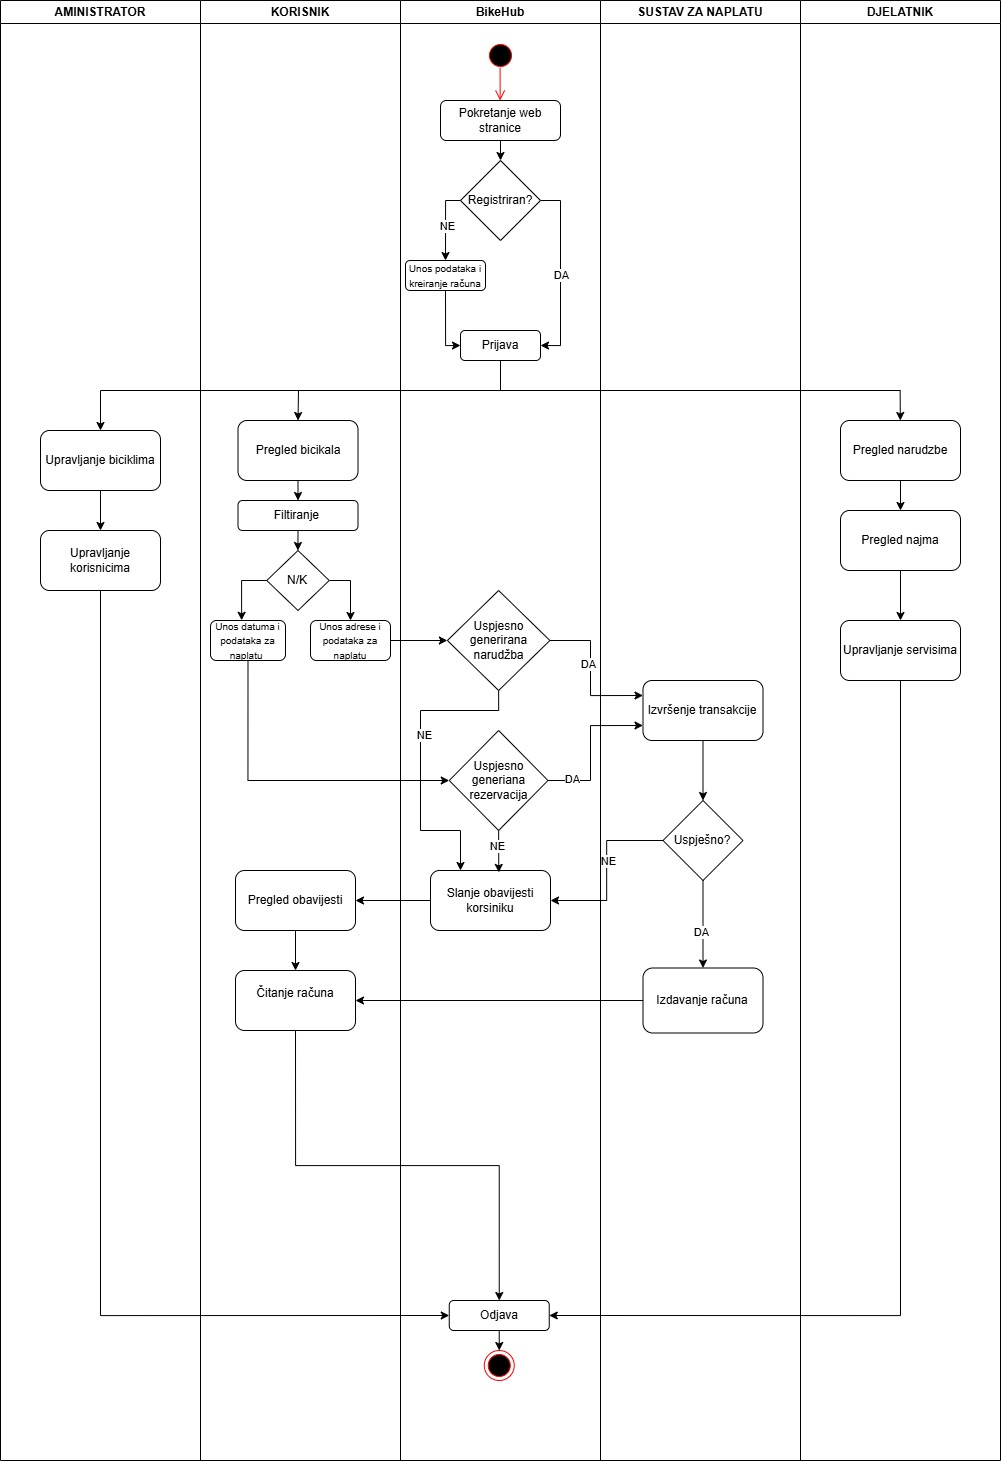 AMINISTRATOR
KORISNIK
BikeHub
SUSTAV ZA NAPLATU
DJELATNIK
Pokretanje web
stranice
Registriran?
NE
DA
Unos podataka i
kreiranje računa
Prijava
Upravljanje biciklima
Pregled bicikala
Pregled narudzbe
Filtiranje
Upravljanje
korisnicima
Pregled najma
N/K
Unos datuma i
podataka za
naplatu
Unos adrese i
podataka za
naplatu
Uspjesno
generirana
narudžba
DA
Upravljanje servisima
Izvršenje transakcije
NE
Uspjesno
generiana
rezervacija
DA
Uspješno?
NE
NE
Slanje obavijesti
korsiniku
Pregled obavijesti
DA
Čitanje računa
Izdavanje računa
Odjava